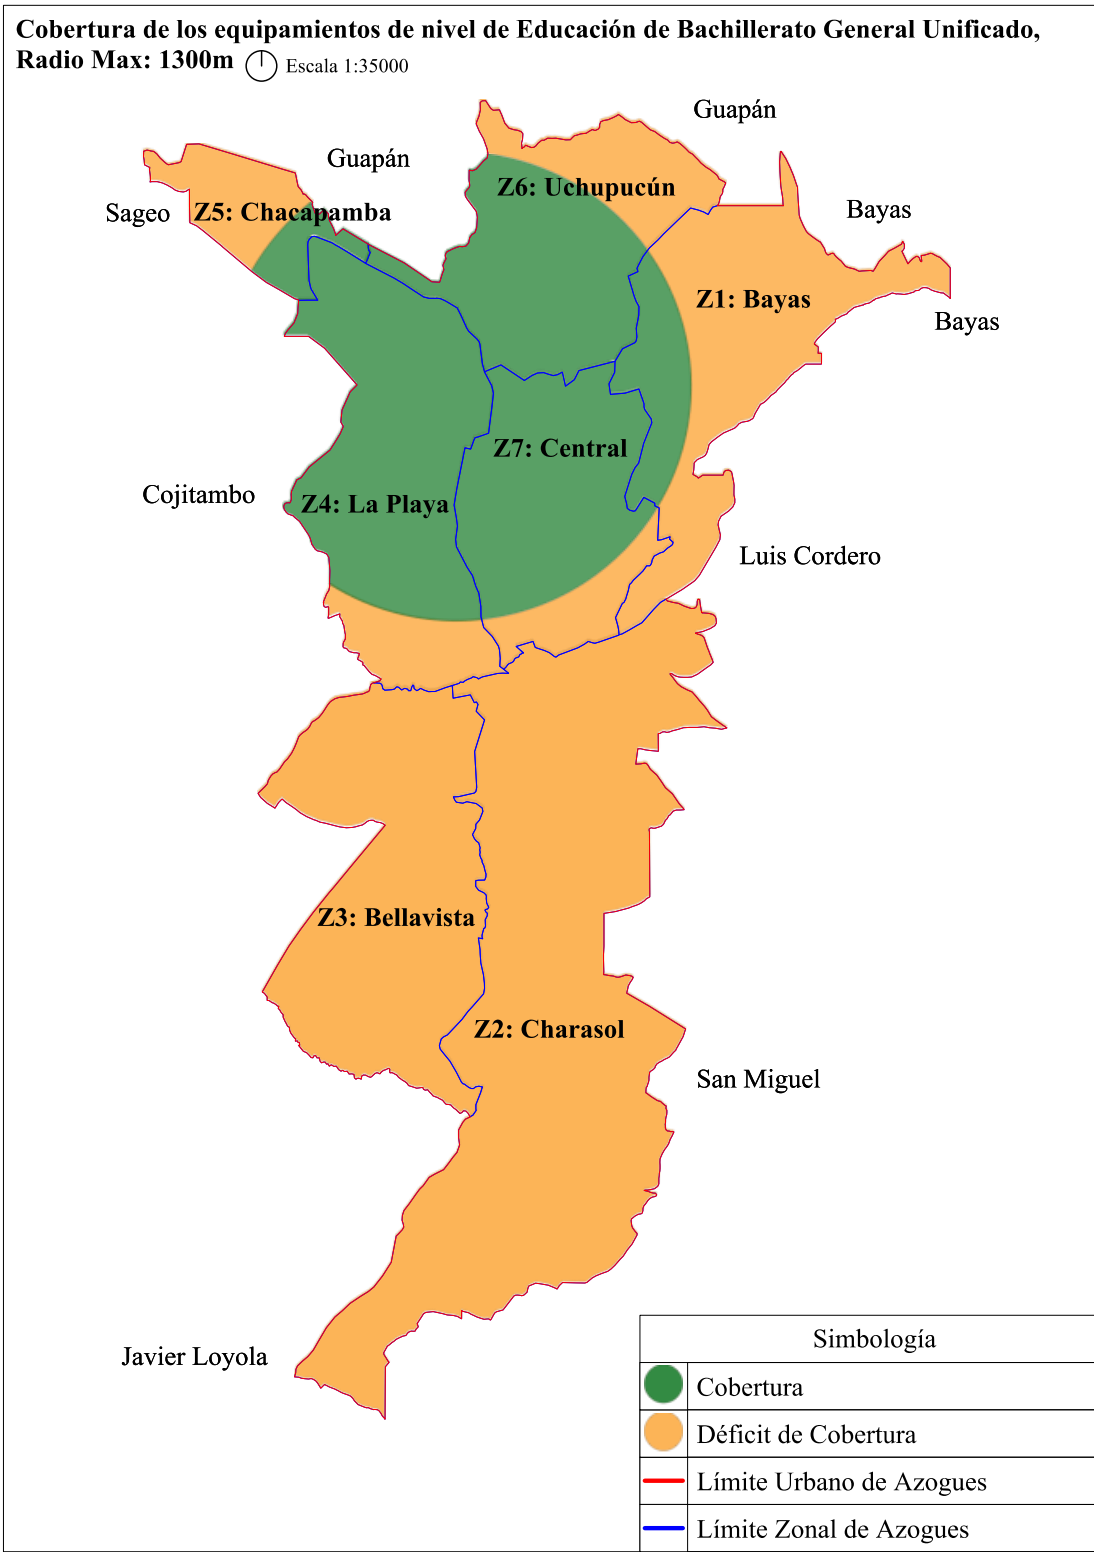 Cobertura de los equipamientos de nivel de Educación de Bachillerato General Unificado,
Radio Max: 1300m Escala 1:35000
Guapán
Guapán
Z6: Uchupucún
Sageo
Z5: Chacapamba
Bayas
Z1: Bayas
Bayas
Z7: Central
Cojitambo
Z4: La Playa
Luis Cordero
Z3: Bellavista
Z2: Charasol
San Miguel
Javier Loyola
Simbología
Cobertura
Déficit de Cobertura
Límite Urbano de Azogues
Límite Zonal de Azogues